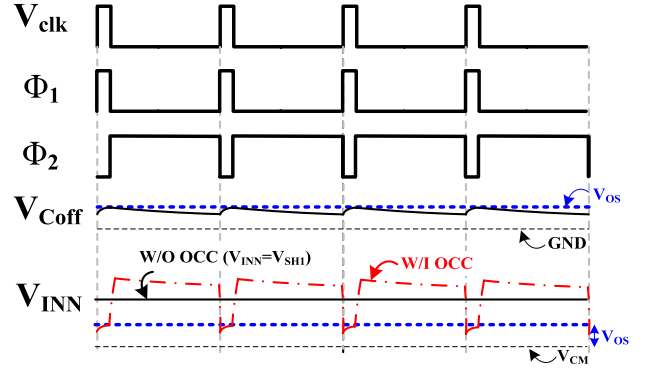 Vclk
Φ1
Φ2
VCoff
VOS
GND
W/O OCC (VINN=VSH1)
W/I OCC
VINN
VOS
VCM